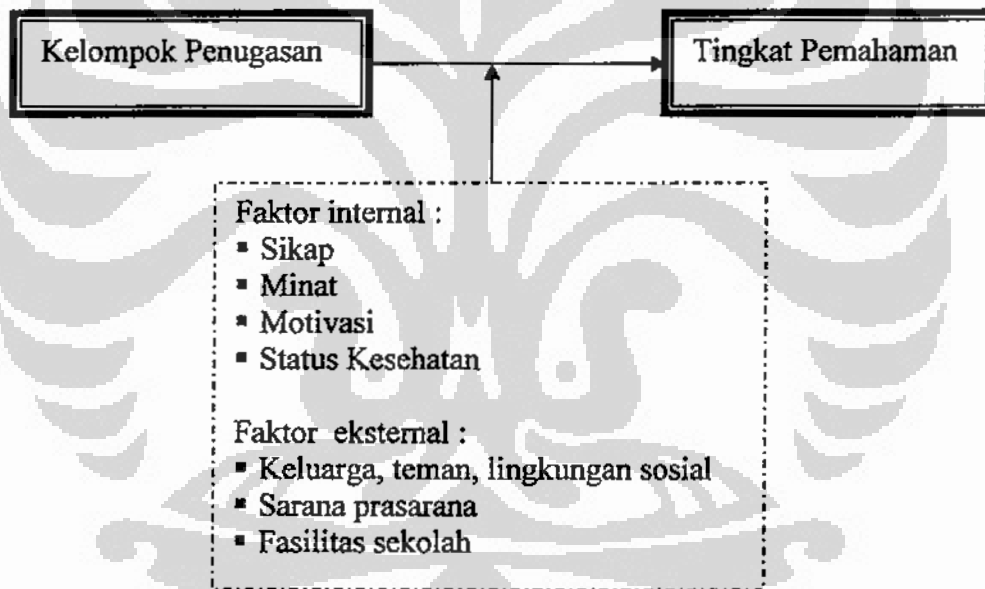 Kelompok Penugasan
Tingkat Pemahaman
Faktor internal :
▪ Sikap
▪ Minat
▪ Motivasi
▪ Status Kesehatan
Faktor eksternal :
▪ Keluarga, teman, lingkungan sosial
▪ Sarana prasarana
▪ Fasilitas sekolah